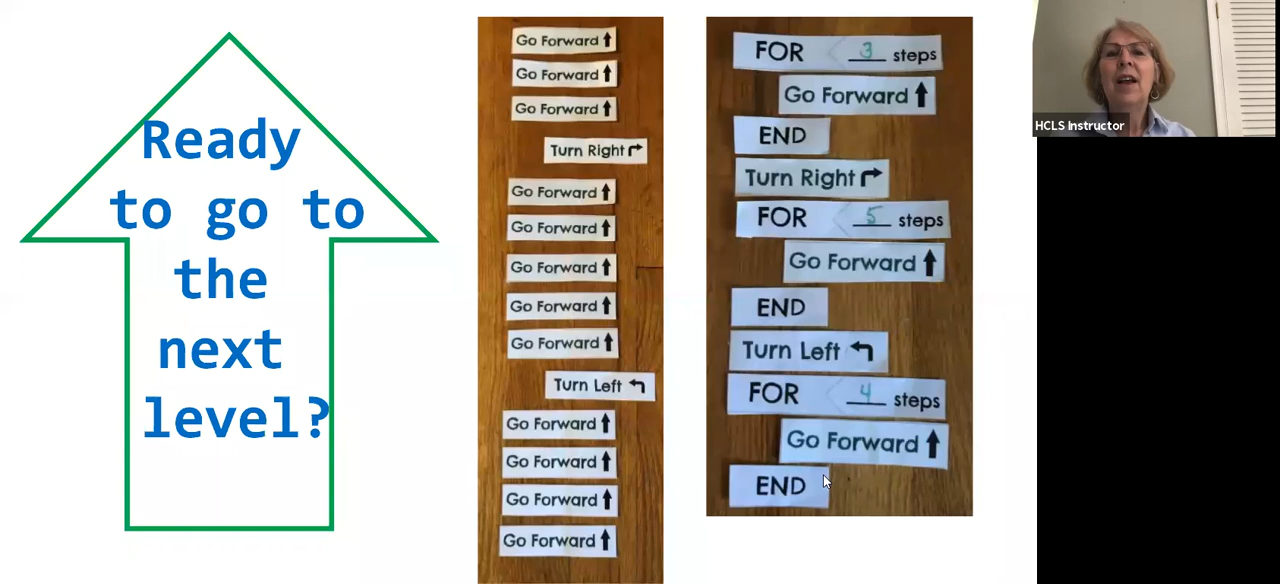 Ready
to go to
the
next
level?
Go Forward
Go Forward
Go Forward
Turn Right
Go Forward
Go Forward
Go Forward
Go Forward
Go Forward
Turn Left
Go Forward
Go Forward
Go Forward
Go Forward
FOR 3 steps
Go Forward
END
Turn Right
FOR 5 steps
Go Forward
END
Turn Left
FOR 4 steps
Go Forward
END
HCLS Instructor